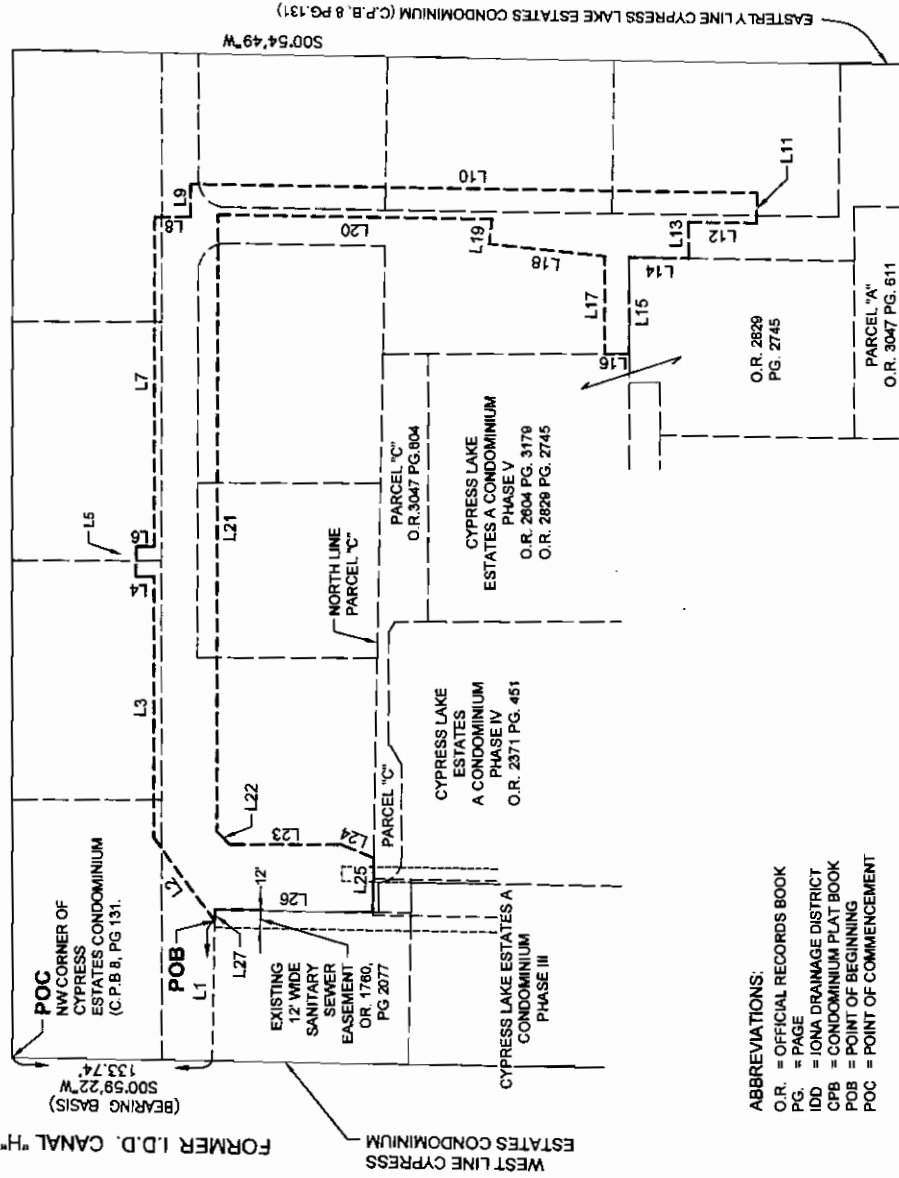 EASTERLY LINE CYPRESS LAKE ESTATES CONDOMINIUM (C.P.B. 8 PG.131)
S00°54'49"W
POC
NW CORNER OF
CYPRESS
ESTATES CONDOMINIUM
(C.P.B 8, PG 131.
FORMER I.D.D. CANAL "H"
(BEARING BASIS)
S00°59'22"W
133.74'
WEST LINE CYPRESS
ESTATES CONDOMINIUM
POB
L1
L2
L3
L4
L5
L6
L7
L8
L9
L10
L11
L12
L13
L14
L15
L16
L17
L18
L19
L20
L21
L22
L23
L24
L25
L26
L27
12'
EXISTING
12' WIDE
SANITARY
SEWER
EASEMENT
OR. 1760,
PG 2077
NORTH LINE
PARCEL "C"
PARCEL "C"
O.R.3047 PG.604
PARCEL "C"
CYPRESS LAKE
ESTATES A CONDOMINIUM
PHASE V
O.R. 2604 PG. 3179
O.R. 2829 PG. 2745
CYPRESS LAKE
ESTATES
A CONDOMINIUM
PHASE IV
O.R. 2371 PG. 451
CYPRESS LAKE ESTATES A
CONDOMINIUM
PHASE III
O.R. 2829
PG. 2745
PARCEL "A"
O.R. 3047 PG. 611
ABBREVIATIONS:
O.R. = OFFICIAL RECORDS BOOK
PG. = PAGE
IDD = IONA DRAINAGE DISTRICT
CPB = CONDOMINIUM PLAT BOOK
POB = POINT OF BEGINNING
POC = POINT OF COMMENCEMENT